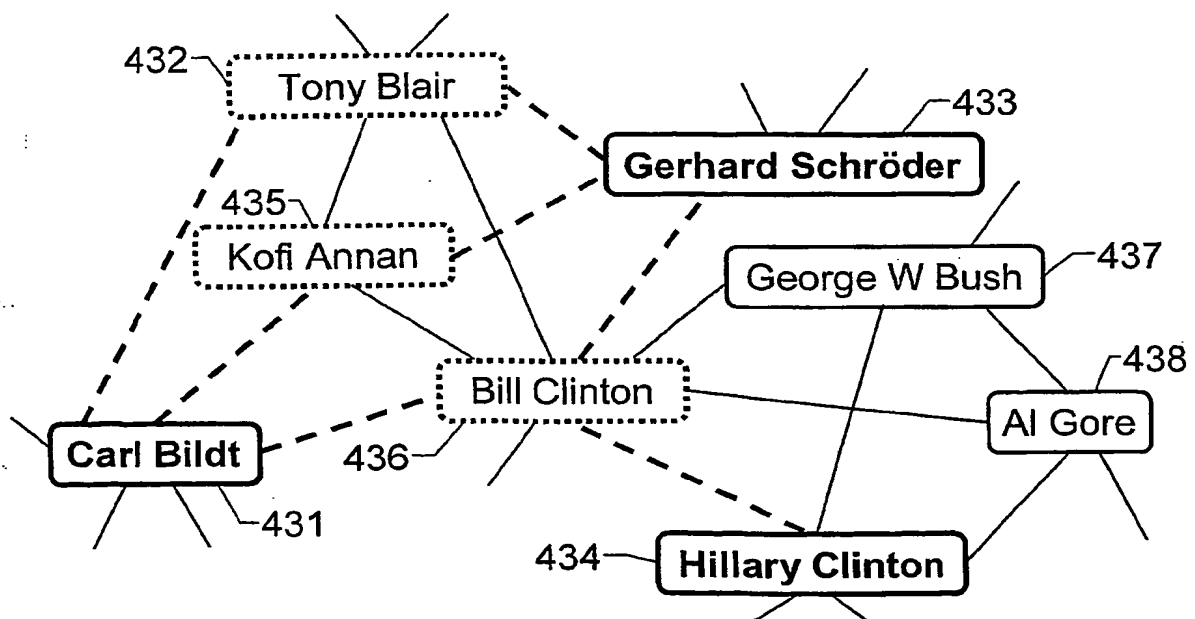 432
Tony Blair
433
Gerhard Schröder
435
Kofi Annan
George W Bush
437
Bill Clinton
438
Al Gore
Carl Bildt
436
431
434
Hillary Clinton